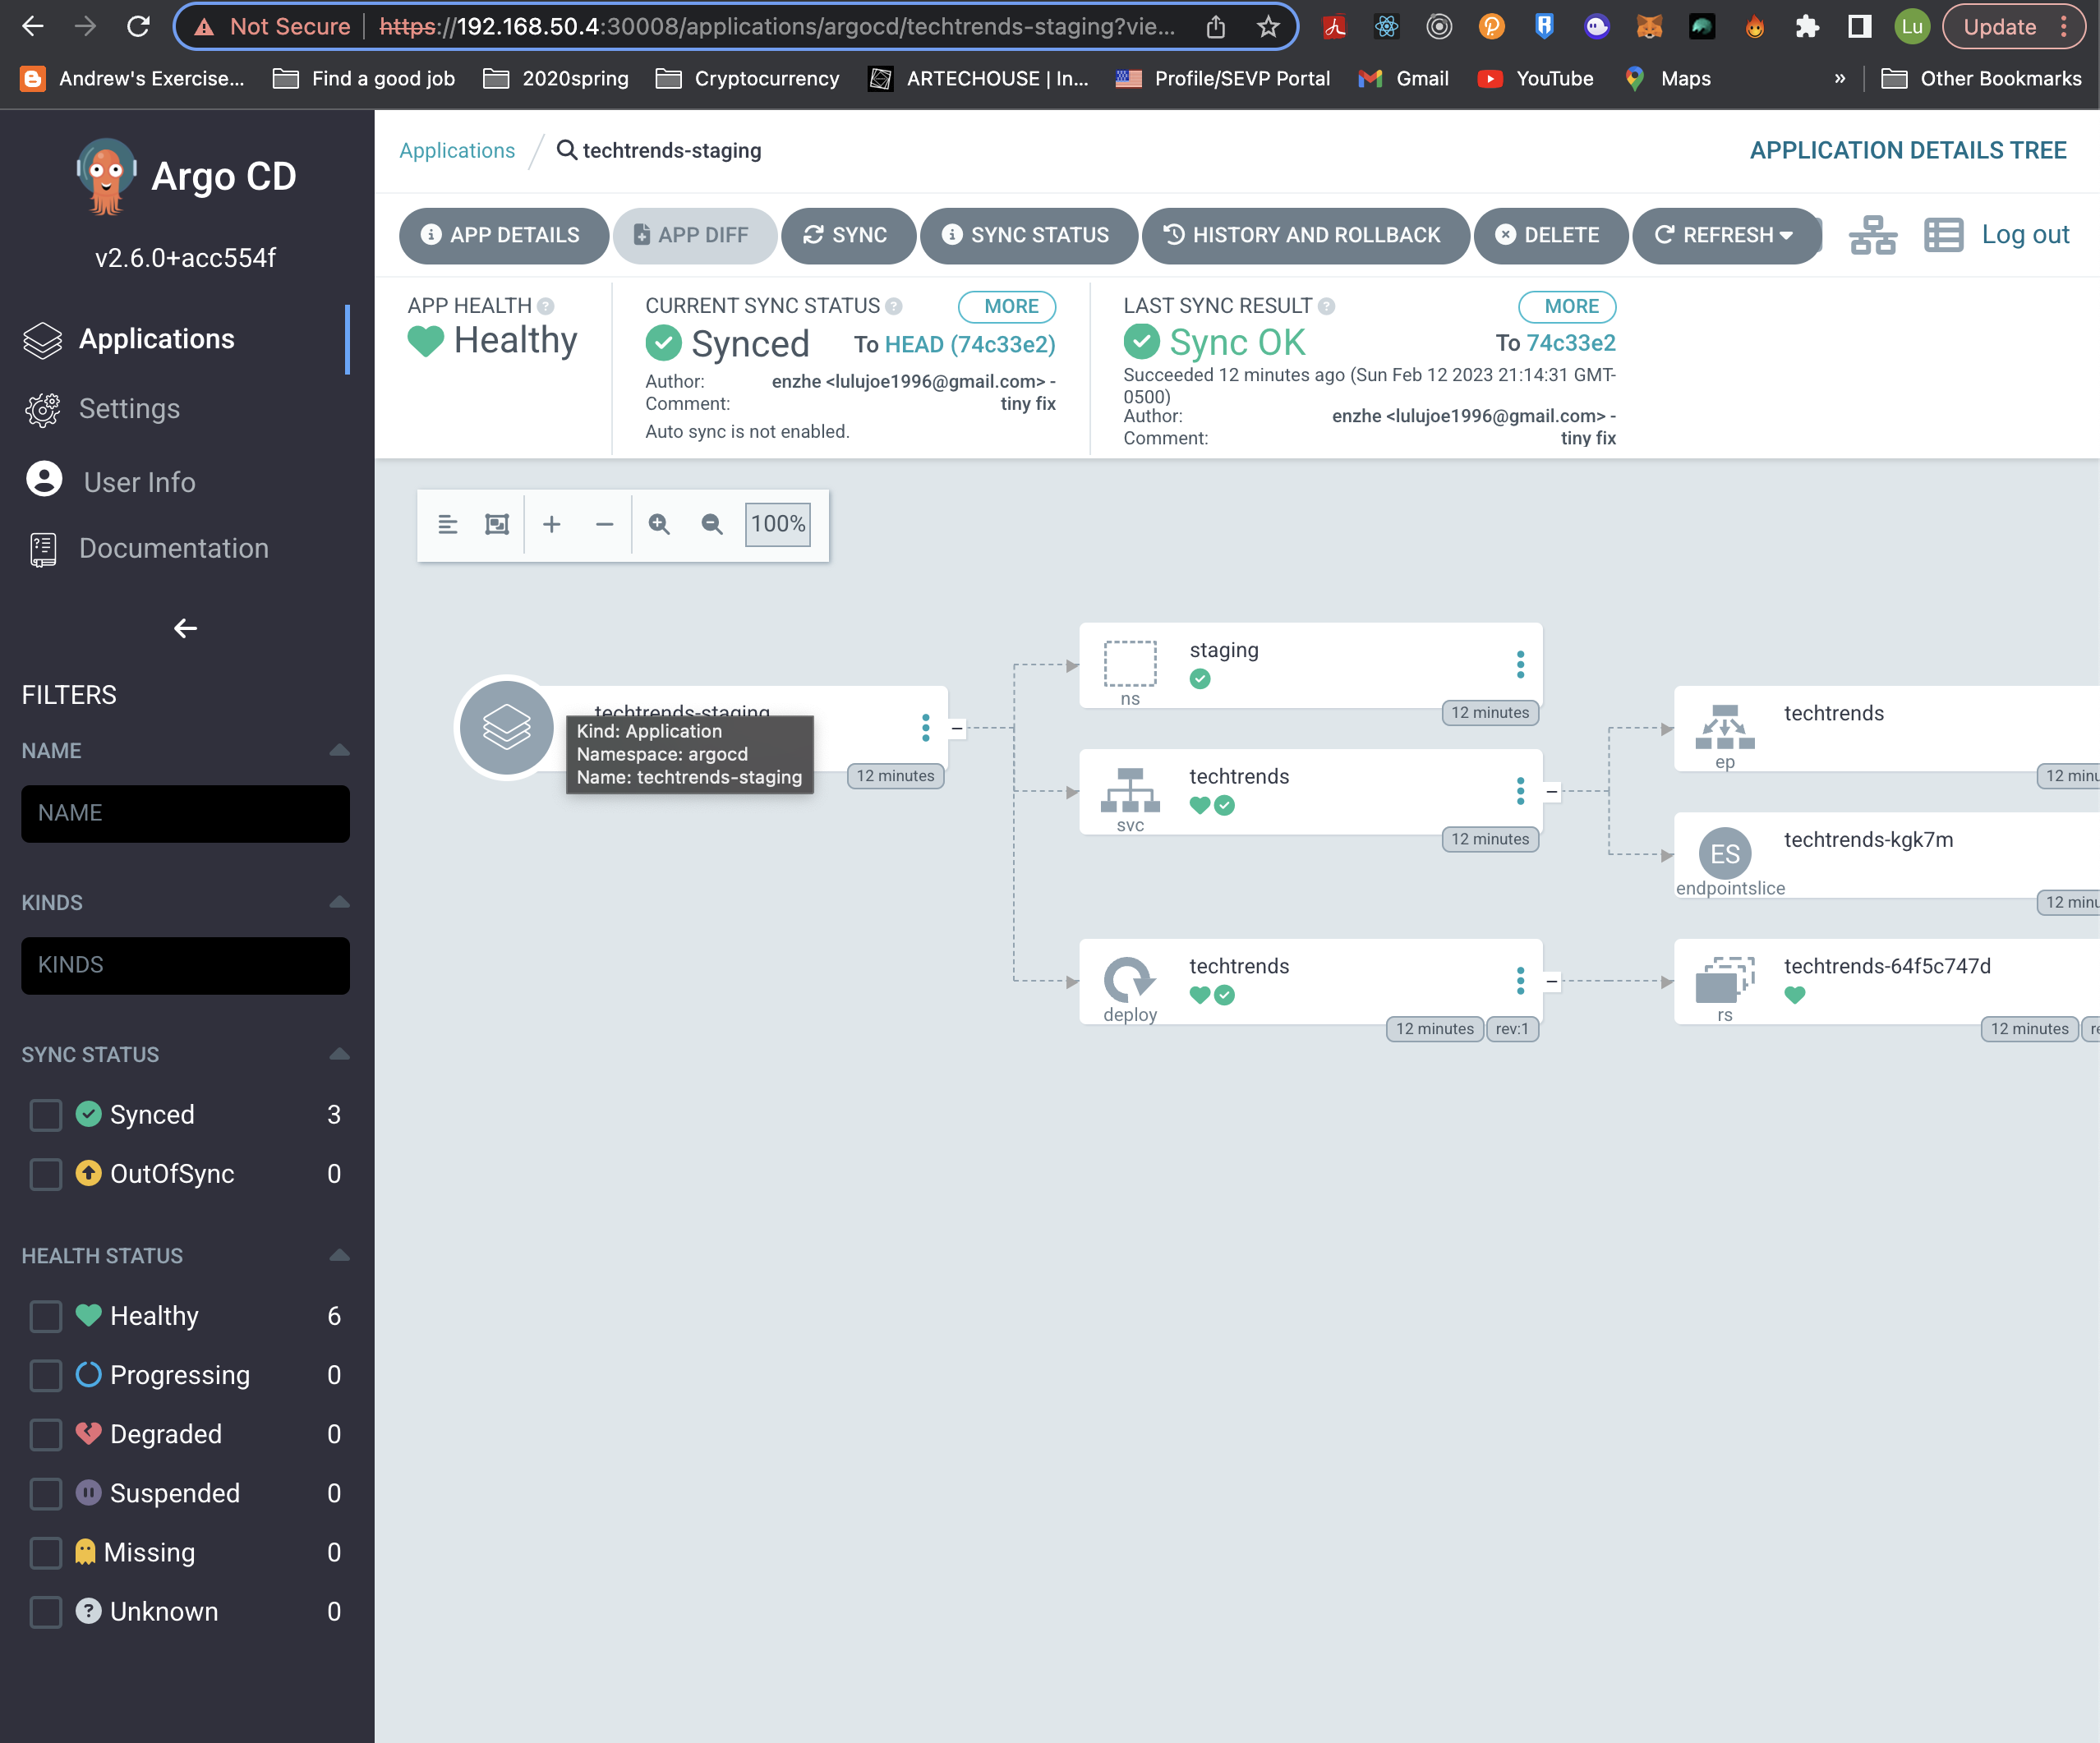 Not Secure
https://192.168.50.4:30008/applications/argocd/techtrends-staging?vie...
Lu
Update
Andrew's Exercise...
Find a good job
2020spring
Cryptocurrency
ARTECHOUSE | In...
Profile/SEVP Portral
Gmail
YouTube
Maps
»
Other Bookmarks
Argo CD
v2.6.0+acc554f
Applications
Settings
User Info
Documentation
FILTERS
NAME
NAME
KINDS
KINDS
SYNC STATUS
Synced 3
OutOfSync 0
HEALTH STATUS
Healthy 6
Progressing 0
Degraded 0
Suspended 0
Missing 0
Unknown 0
Applications / techtrends-staging
APPLICATION DETAILS TREE
APP DETAILS
APP DIFF
SYNC
SYNC STATUS
HISTORY AND ROLLBACK
DELETE
REFRESH
Log out
APP HEALTH
Healthy
CURRENT SYNC STATUS
MORE
Synced
To HEAD (74c33e2)
Author: enzhe <lulujoe1996@gmail.com> -
Comment: tiny fix
Auto sync is not enabled.
LAST SYNC RESULT
MORE
Sync OK
To 74c33e2
Succeeded 12 minutes ago (Sun Feb 12 2023 21:14:31 GMT-
0500)
Author: enzhe <lulujoe1996@gmail.com> -
Comment: tiny fix
100%
techtrends-staging
Kind: Application
Namespace: argocd
Name: techtrends-staging
12 minutes
staging
ns
12 minutes
techtrends
svc
12 minutes
techtrends
deploy
12 minutes
rev:1
techtrends
ep
12 minu
techtrends-kgk7m
ES
endpointslice
12 minu
techtrends-64f5c747d
rs
12 minutes
re